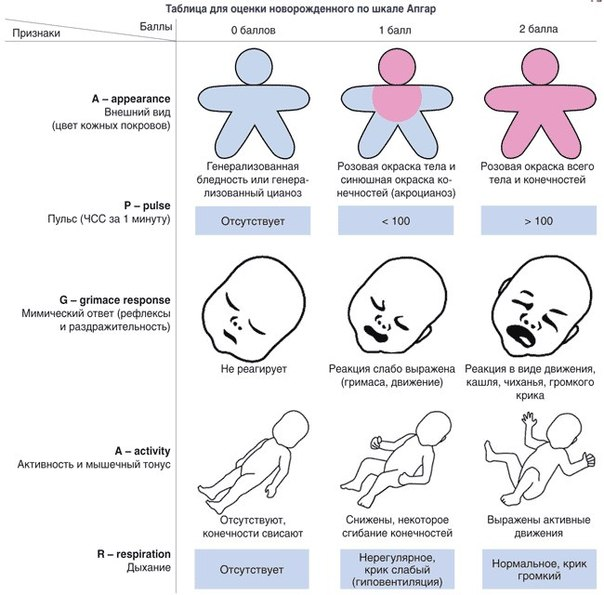 Таблица для оценки новорожденного по шкале Апгар
Признаки
Баллы
0 баллов
1 балл
2 балла
A – appearance
Внешний вид
(цвет кожных покровов)
Генерализованная
бледность или генера-
лизованный цианоз
Розовая окраска тела и
синюшная окраска ко-
нечностей (акроцианоз)
Розовая окраска всего
тела и конечностей
P – pulse
Пульс (ЧСС за 1 минуту)
Отсутствует
< 100
> 100
G – grimace response
Мимический ответ (рефлексы
и раздражительность)
Не реагирует
Реакция слабо выражена
(гримаса, движение)
Реакция в виде движения,
кашля, чиханья, громкого
крика
A – activity
Активность и мышечный тонус
Отсутствуют,
конечности свисают
Снижены, некоторое
сгибание конечностей
Выражены активные
движения
R – respiration
Дыхание
Отсутствует
Нерегулярное,
крик слабый
(гиповентиляция)
Нормальное, крик
громкий